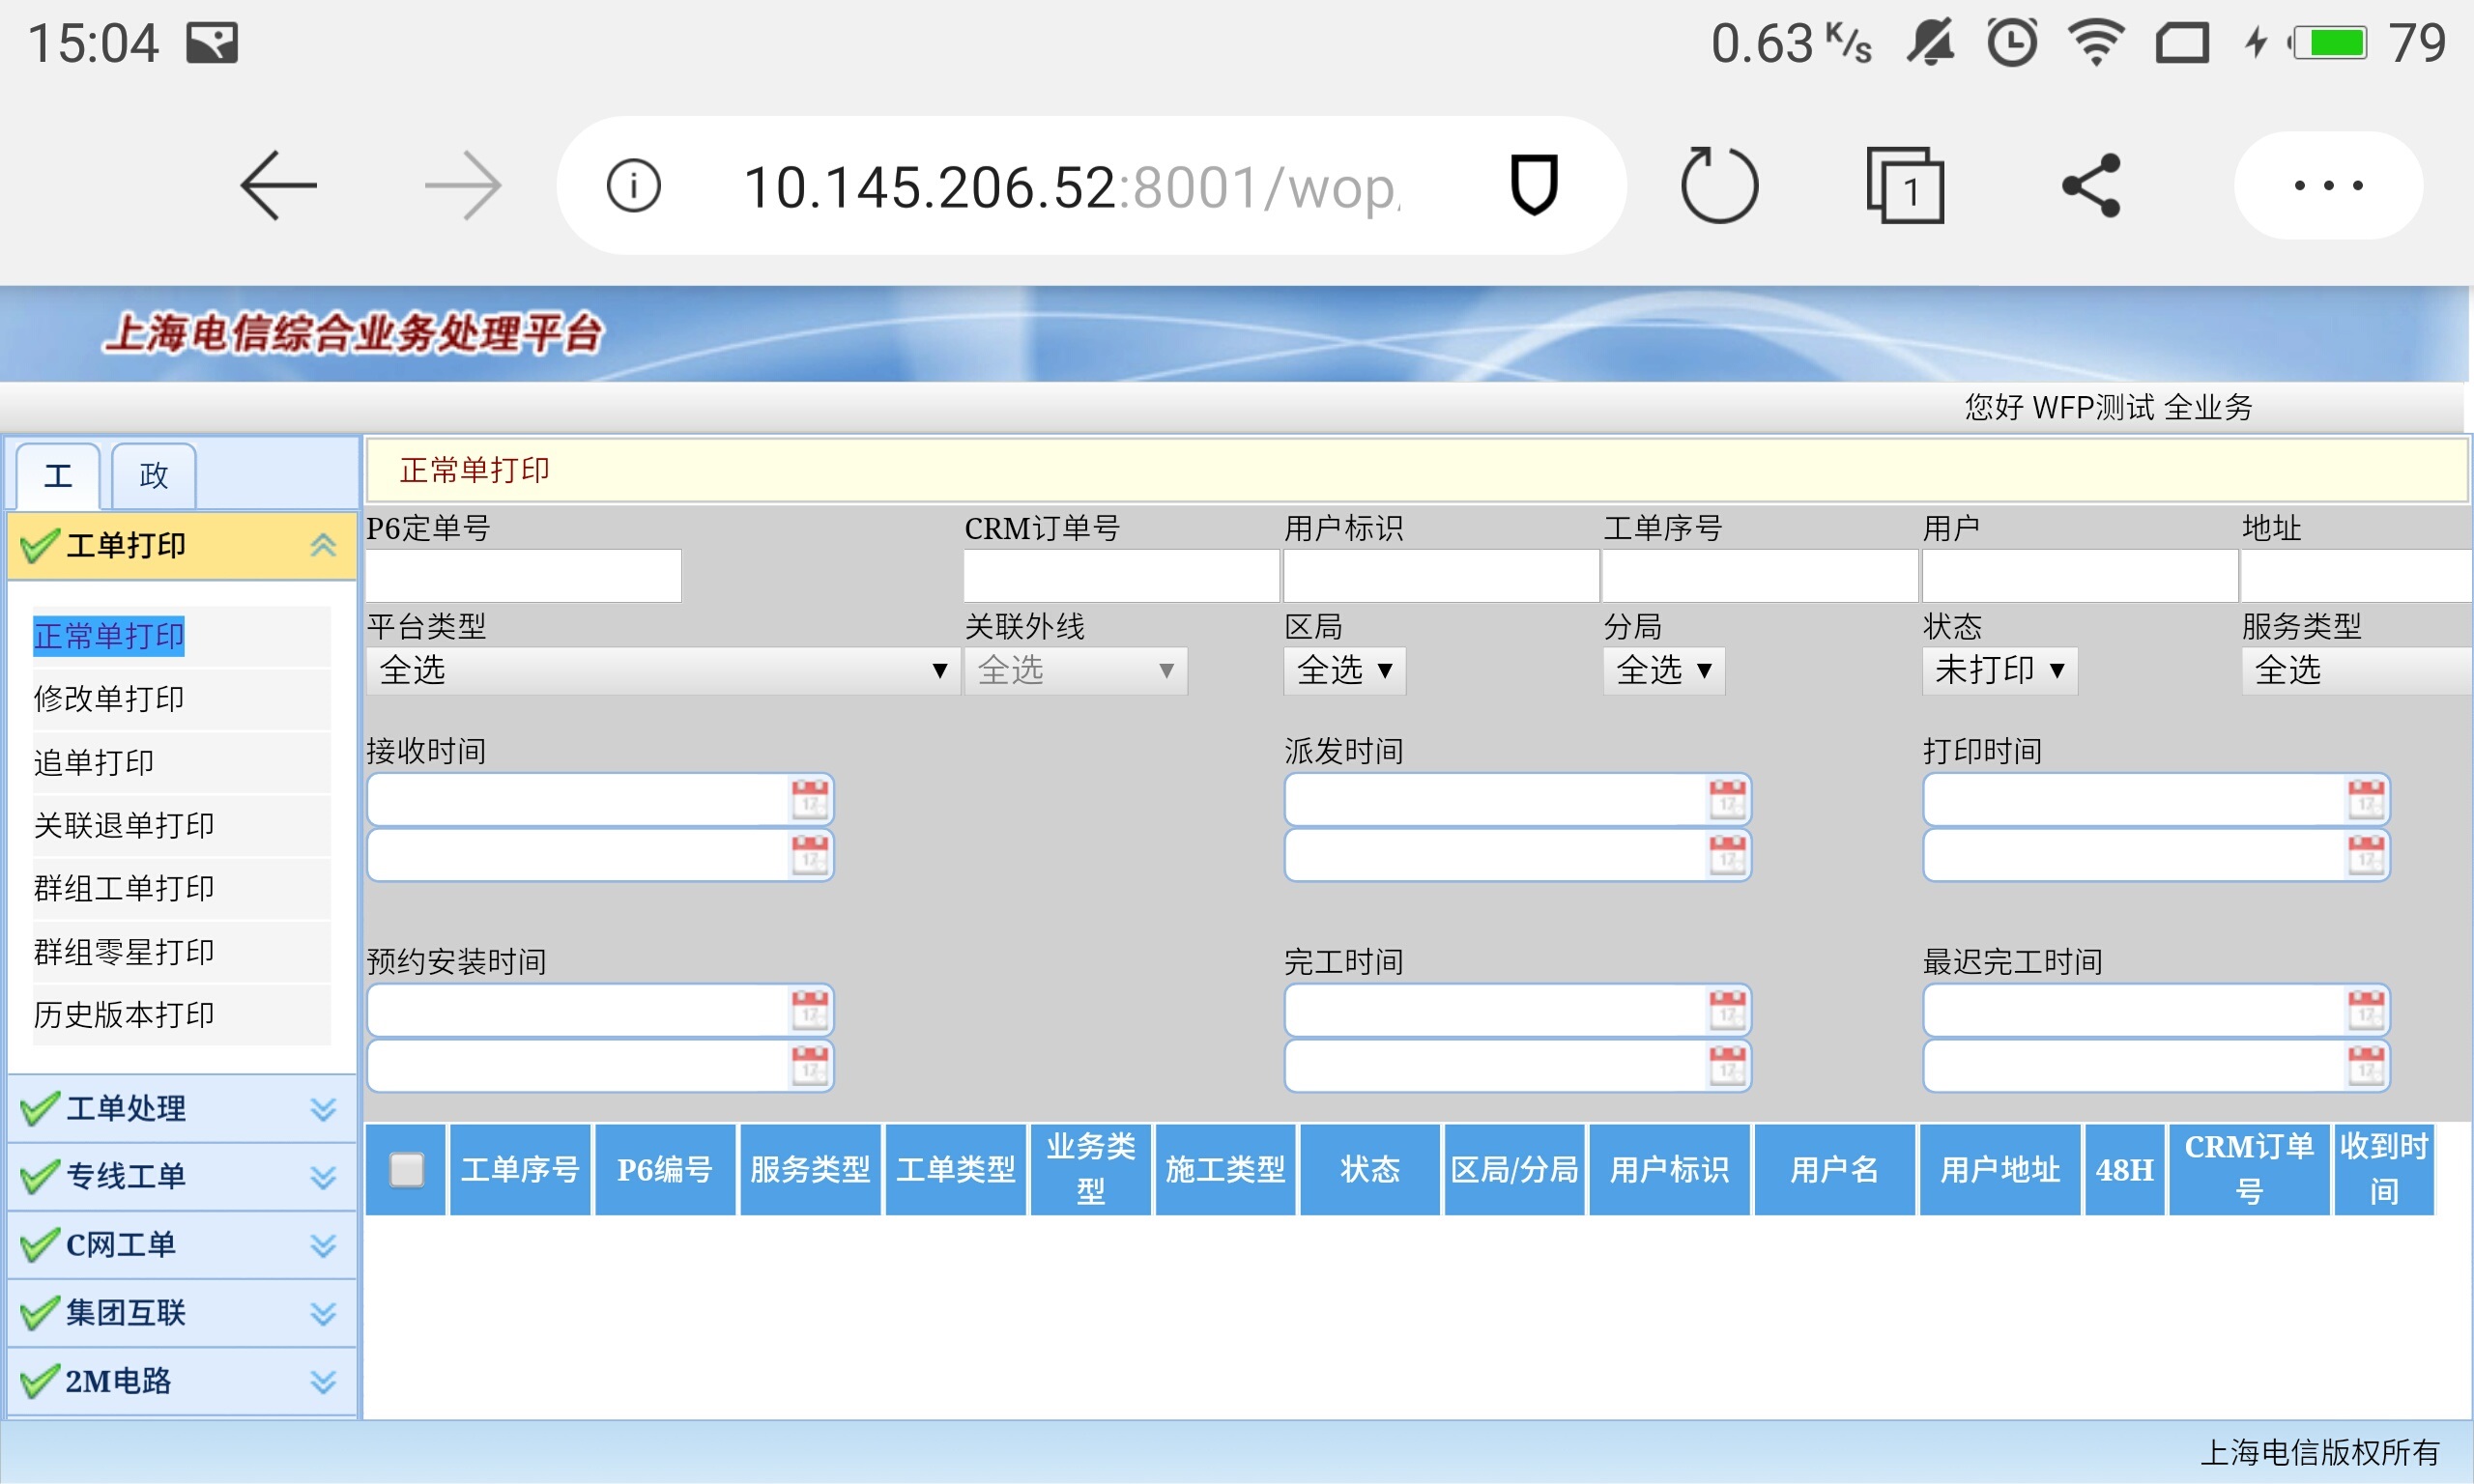 15:04 0.63 K/s 79
10.145.206.52:8001/wop
1
上海电信综合业务处理平台
您好 WFP测试 全业务
工 政
正常单打印
工单打印
正常单打印
修改单打印
追单打印
关联退单打印
群组工单打印
群组零星打印
历史版本打印
工单处理
专线工单
C网工单
集团互联
2M电路
P6定单号 CRM订单号 用户标识 工单序号 用户 地址
平台类型 关联外线 区局 分局 状态 服务类型
全选 全选 全选 全选 未打印 全选
接收时间 派发时间 打印时间
17 17 17
17 17 17
预约安装时间 完工时间 最迟完工时间
17 17 17
17 17 17
工单序号 P6编号 服务类型 工单类型 业务类型 施工类型 状态 区局/分局 用户标识 用户名 用户地址 48H CRM订单号 收到时间
上海电信版权所有